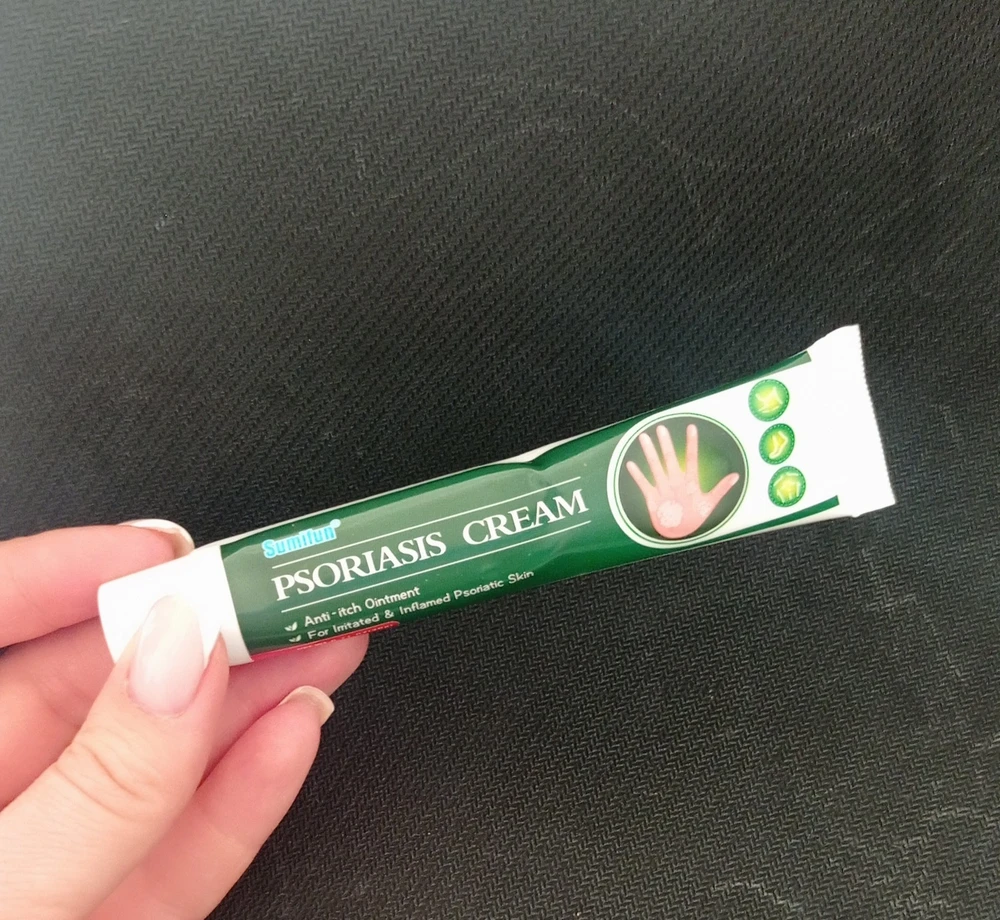 Sumifun®
PSORIASIS CREAM
Anti-itch Ointment
For Irritated & Inflamed Psoriatic Skin